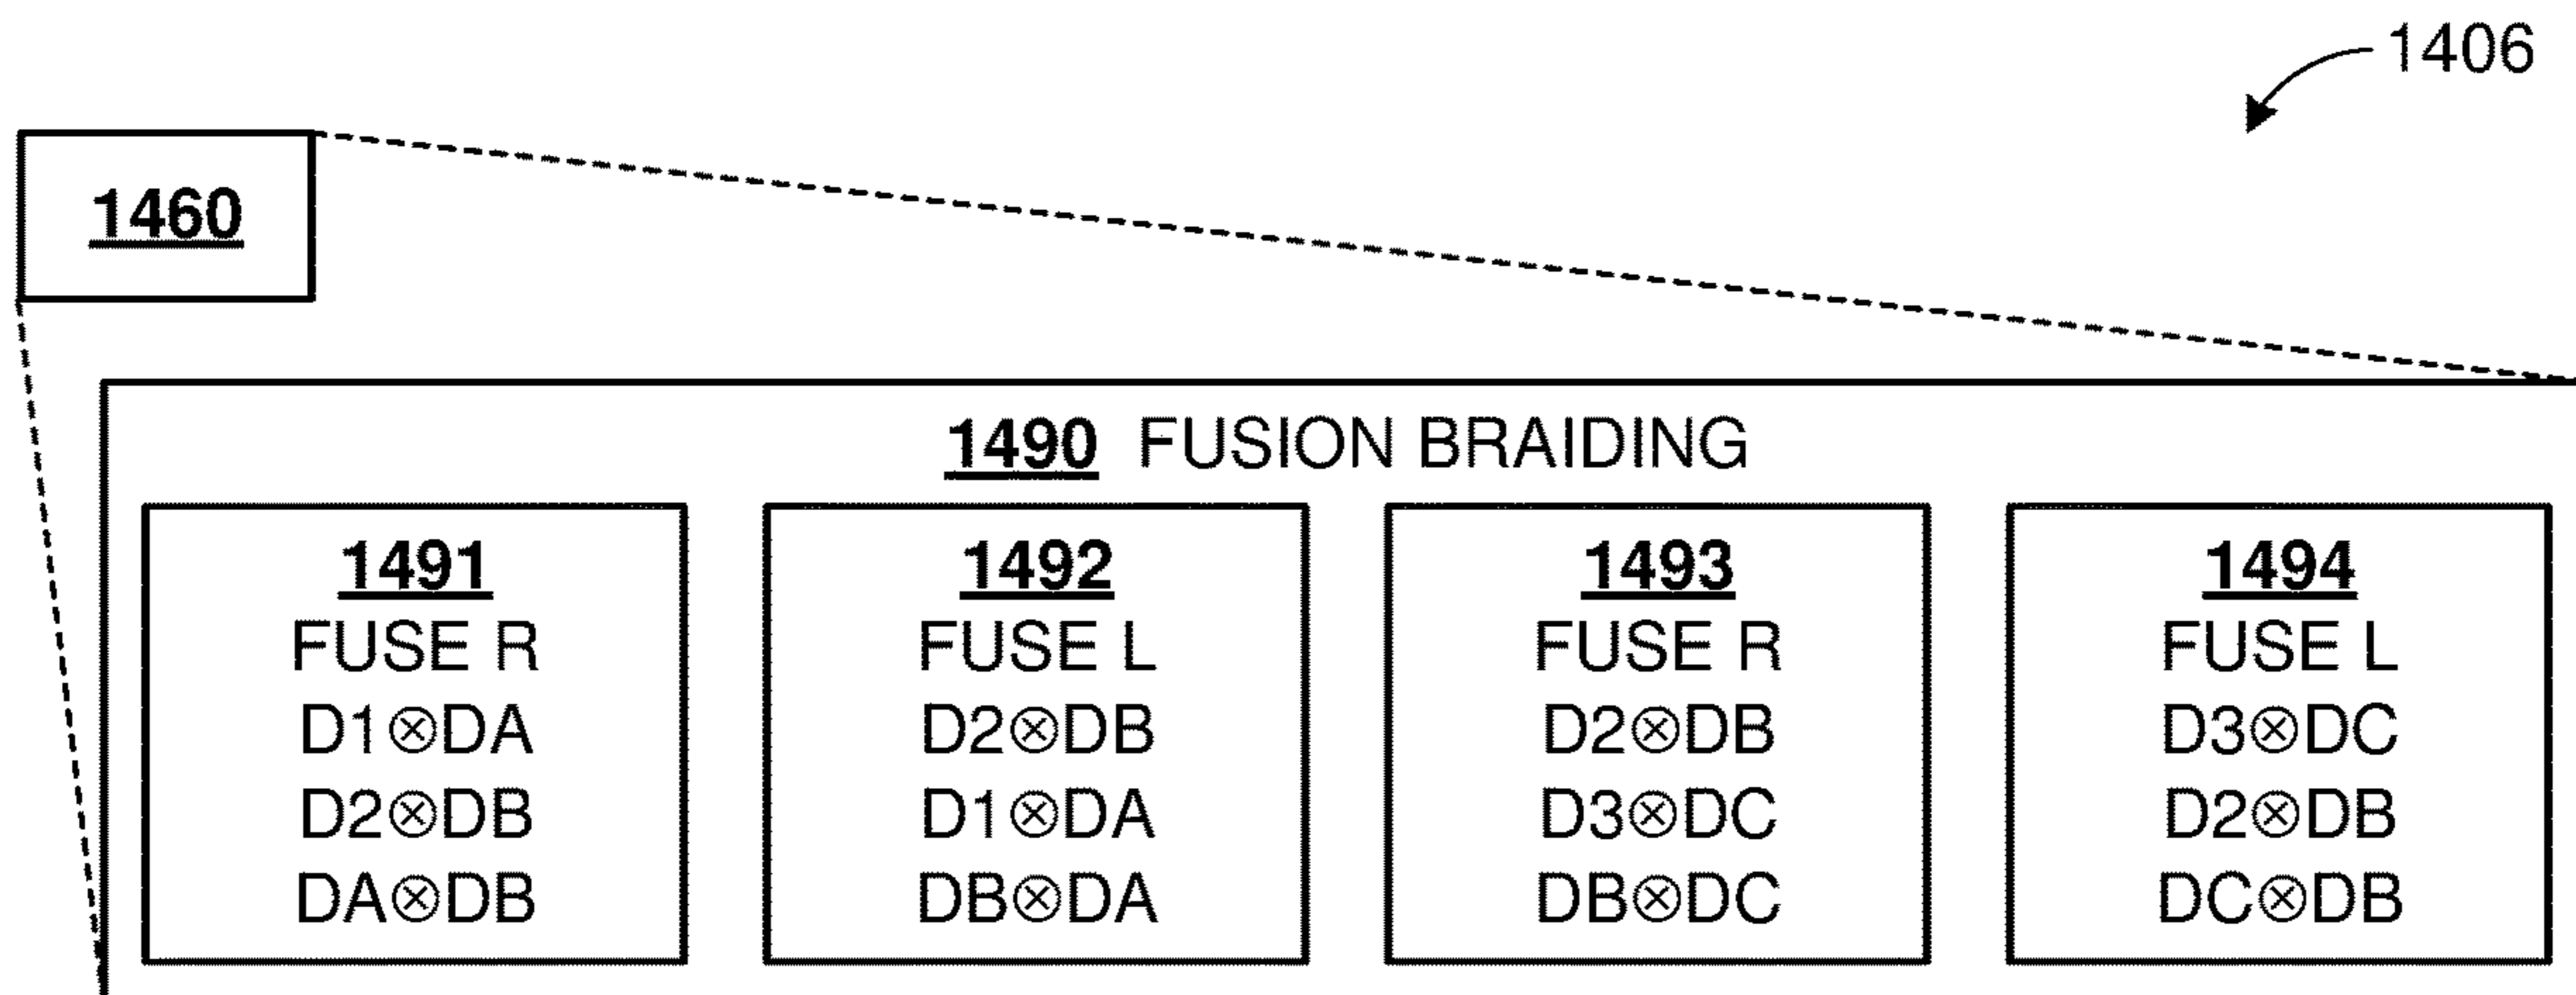 1406
1460
1490 FUSION BRAIDING
1491
FUSE R
D1⊗DA
D2⊗DB
DA⊗DB
1492
FUSE L
D2⊗DB
D1⊗DA
DB⊗DA
1493
FUSE R
D2⊗DB
D3⊗DC
DB⊗DC
1494
FUSE L
D3⊗DC
D2⊗DB
DC⊗DB